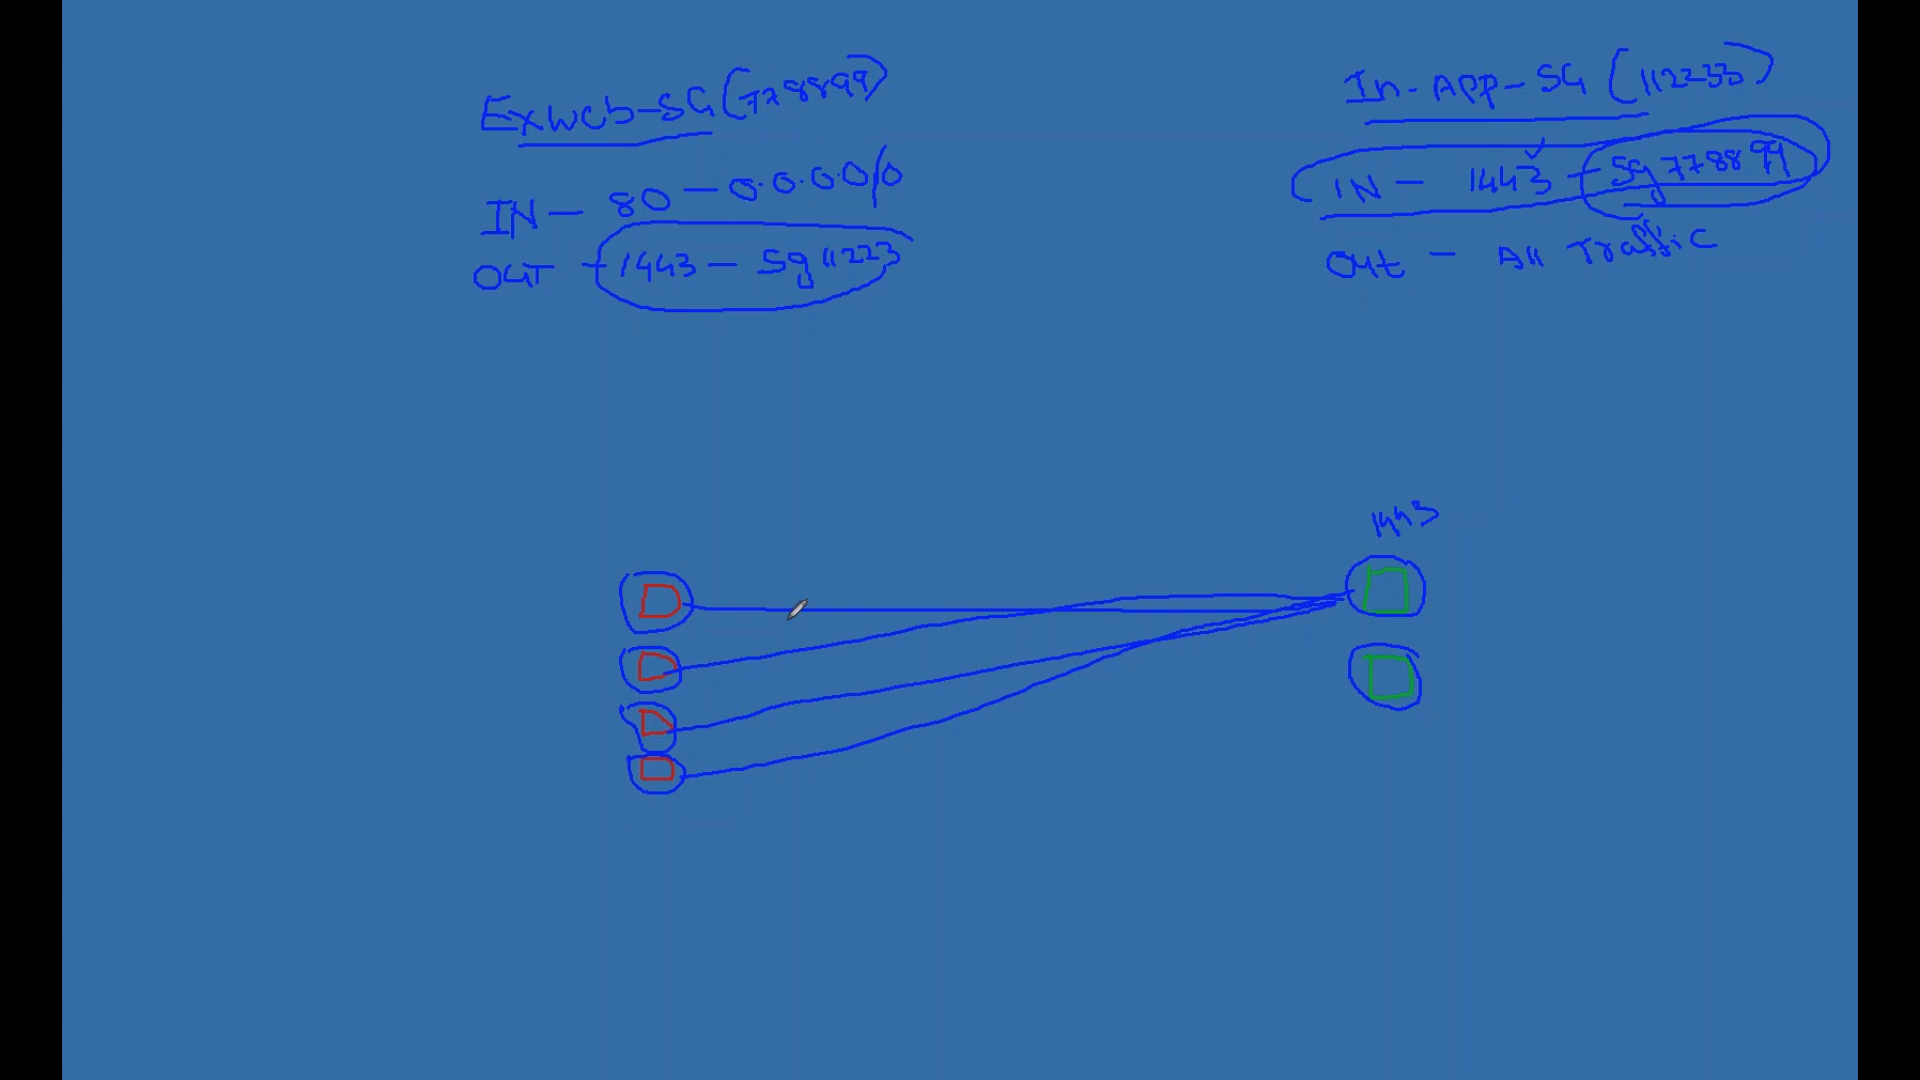 ExWeb-SG (778899)
IN - 80 - 0.0.0.0/0
OUT - 1443 - Sg 11223
In-APP-SG (112233)
IN - 1443 - Sg 778899
Out - All Traffic
1443